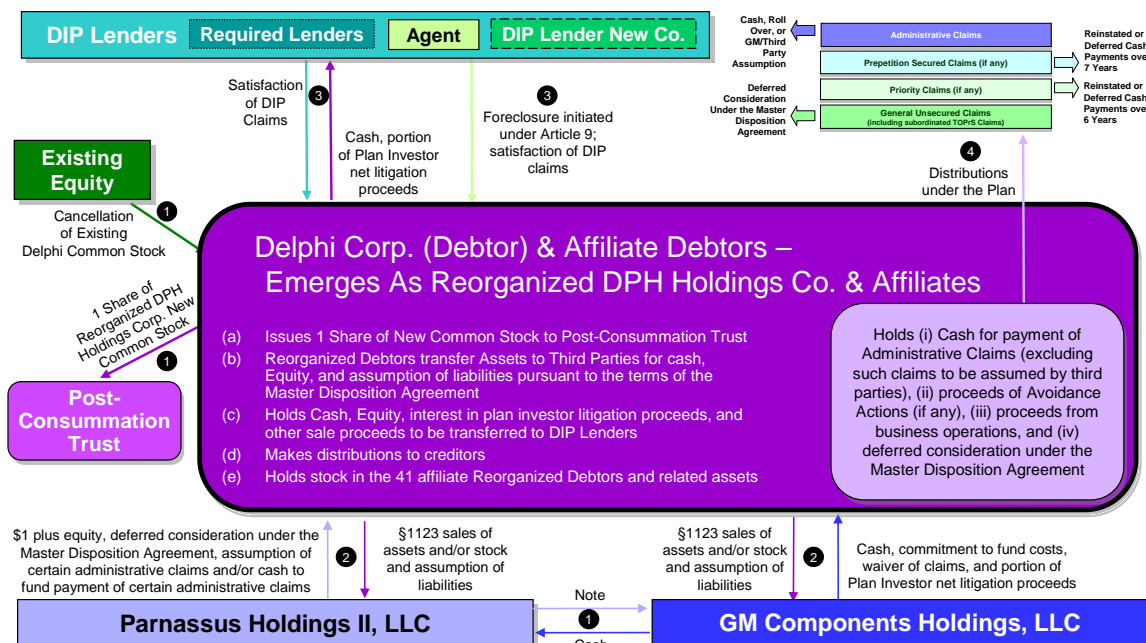 DIP Lenders
Required Lenders
Agent
DIP Lender New Co.
Cash, Roll
Over, or
GM/Third
Party
Assumption
Administrative Claims
Prepetition Secured Claims (if any)
Priority Claims (if any)
General Unsecured Claims
(including subordinated TOPrS Claims)
Reinstated or
Deferred Cash
Payments over
7 Years
Reinstated or
Deferred Cash
Payments over
6 Years
Deferred
Consideration
Under the Master
Disposition
Agreement
Satisfaction
of DIP
Claims
3
Cash, portion
of Plan Investor
net litigation
proceeds
3
Foreclosure initiated
under Article 9;
satisfaction of DIP
claims
4
Distributions
under the Plan
Existing
Equity
1
Cancellation
of Existing
Delphi Common Stock
1 Share of
Reorganized DPH
Holdings Corp. New
Common Stock
1
Post-
Consummation
Trust
Delphi Corp. (Debtor) & Affiliate Debtors –
Emerges As Reorganized DPH Holdings Co. & Affiliates
(a) Issues 1 Share of New Common Stock to Post-Consummation Trust
(b) Reorganized Debtors transfer Assets to Third Parties for cash,
Equity, and assumption of liabilities pursuant to the terms of the
Master Disposition Agreement
(c) Holds Cash, Equity, interest in plan investor litigation proceeds, and
other sale proceeds to be transferred to DIP Lenders
(d) Makes distributions to creditors
(e) Holds stock in the 41 affiliate Reorganized Debtors and related assets
Holds (i) Cash for payment of
Administrative Claims (excluding
such claims to be assumed by third
parties), (ii) proceeds of Avoidance
Actions (if any), (iii) proceeds from
business operations, and (iv)
deferred consideration under the
Master Disposition Agreement
$1 plus equity, deferred consideration under the
Master Disposition Agreement, assumption of
certain administrative claims and/or cash to
fund payment of certain administrative claims
2
§1123 sales of
assets and/or stock
and assumption of
liabilities
§1123 sales of
assets and/or stock
and assumption of
liabilities
2
Cash, commitment to fund costs,
waiver of claims, and portion of
Plan Investor net litigation proceeds
Parnassus Holdings II, LLC
Note
1
Cash
GM Components Holdings, LLC